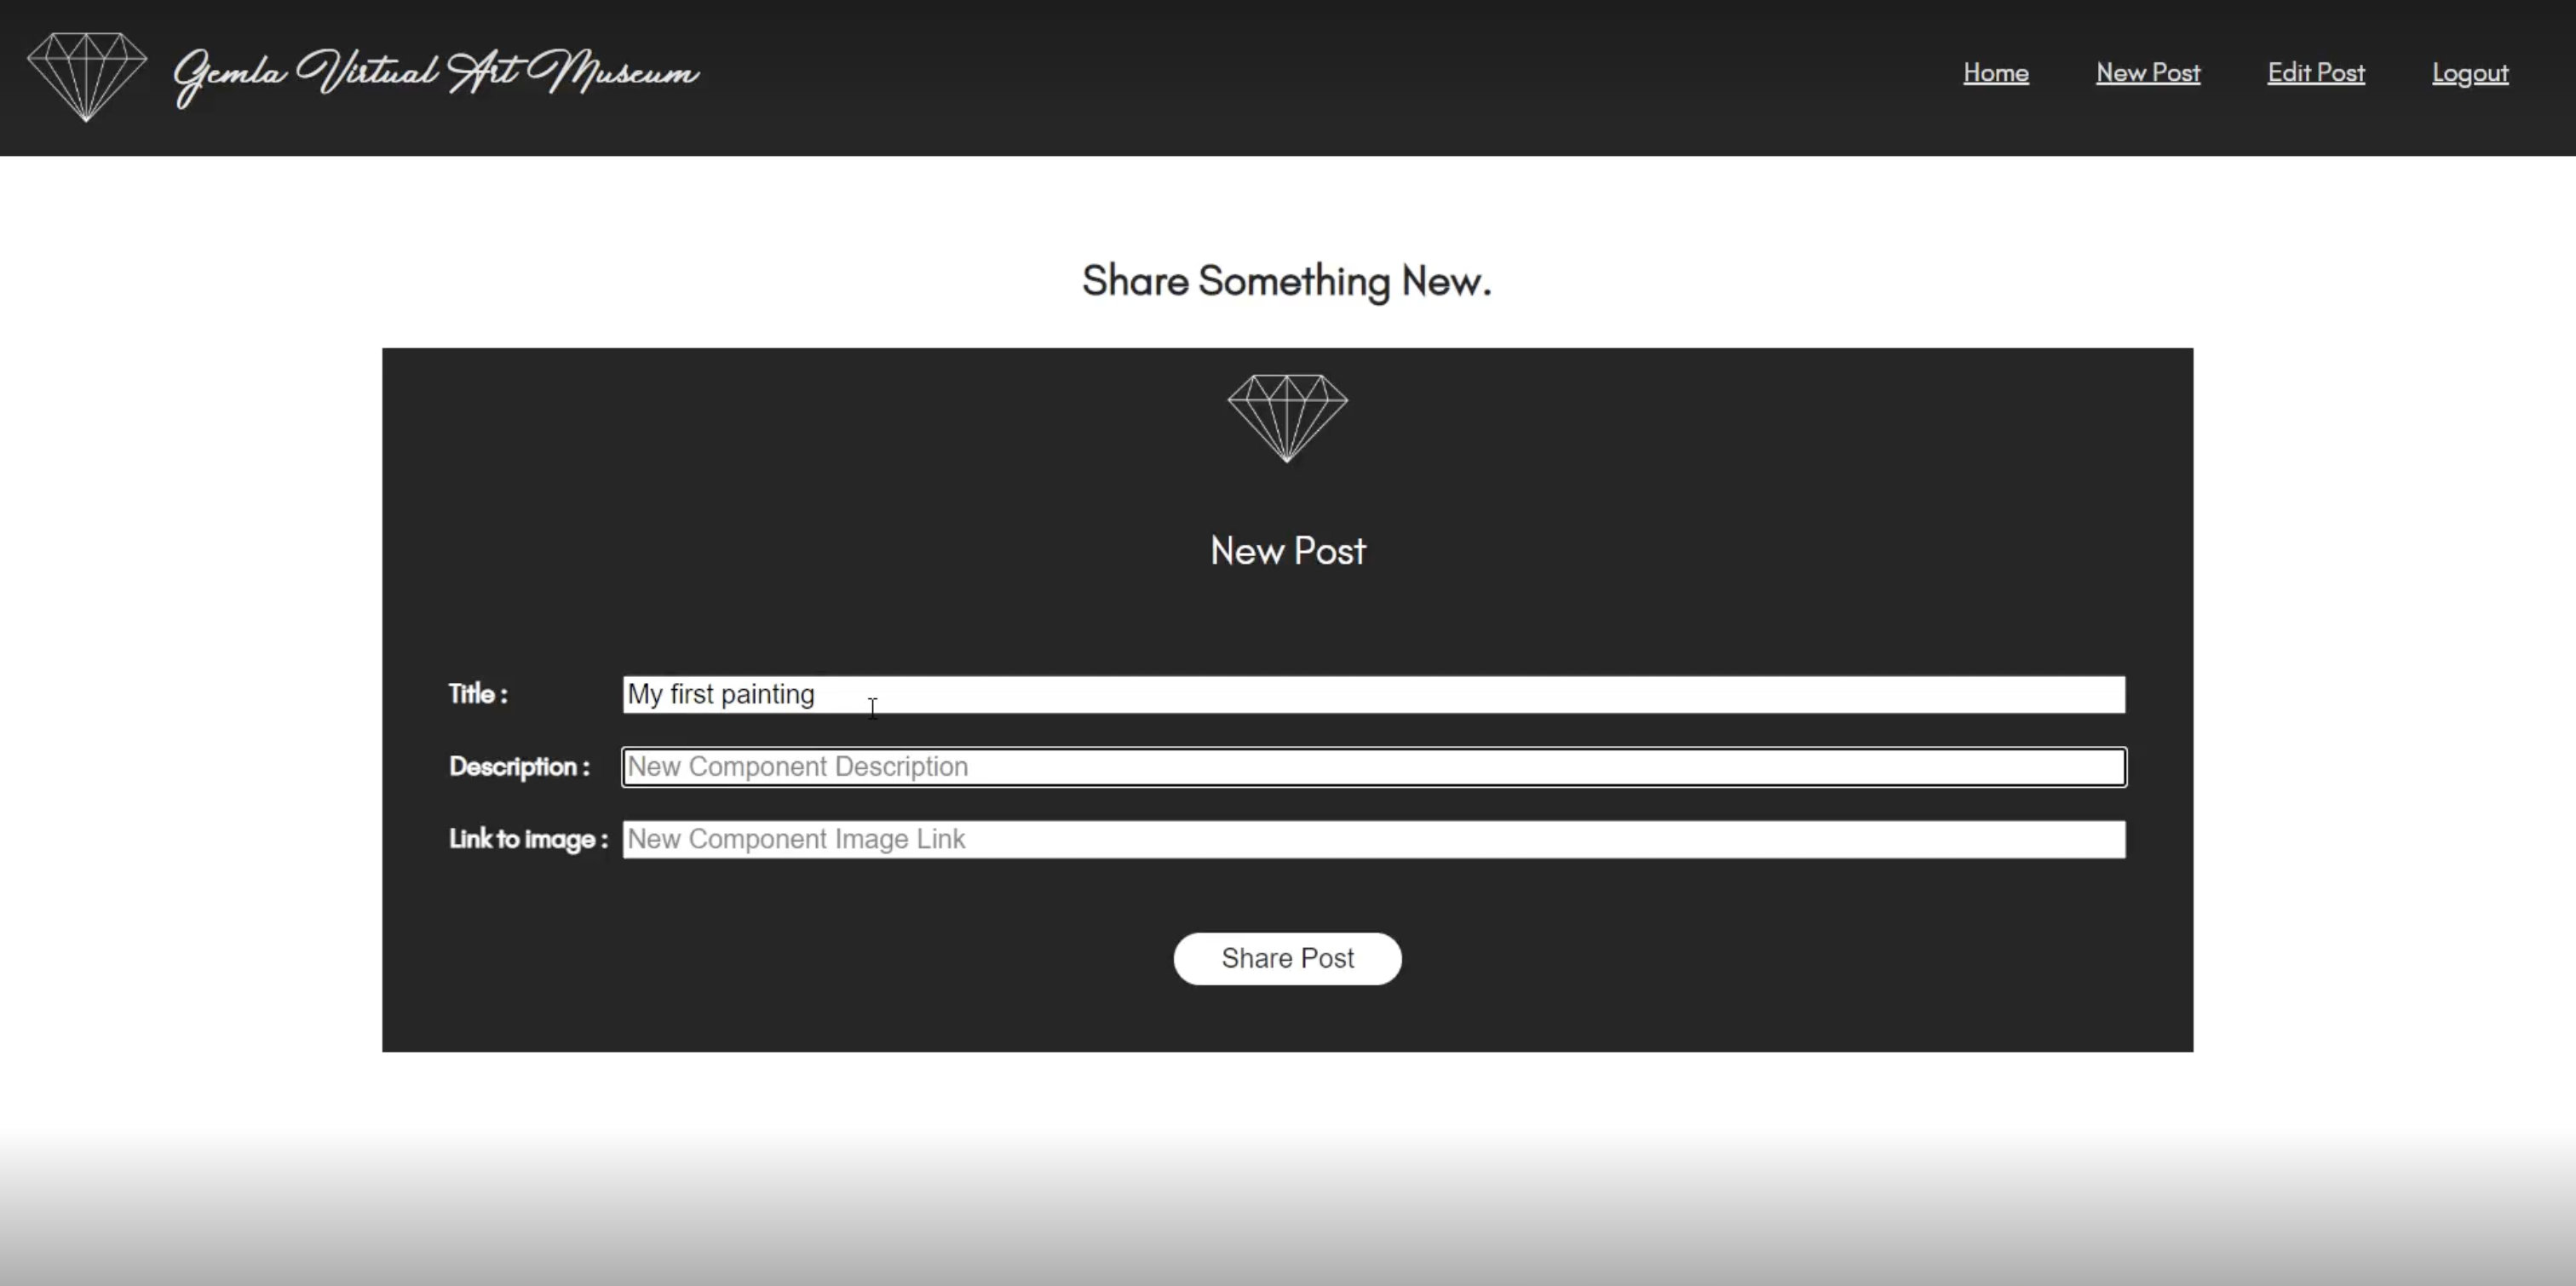 Gemla Virtual Art Museum
Home New Post Edit Post Logout
Share Something New.
New Post
Title : My first painting
Description : New Component Description
Link to image : New Component Image Link
Share Post